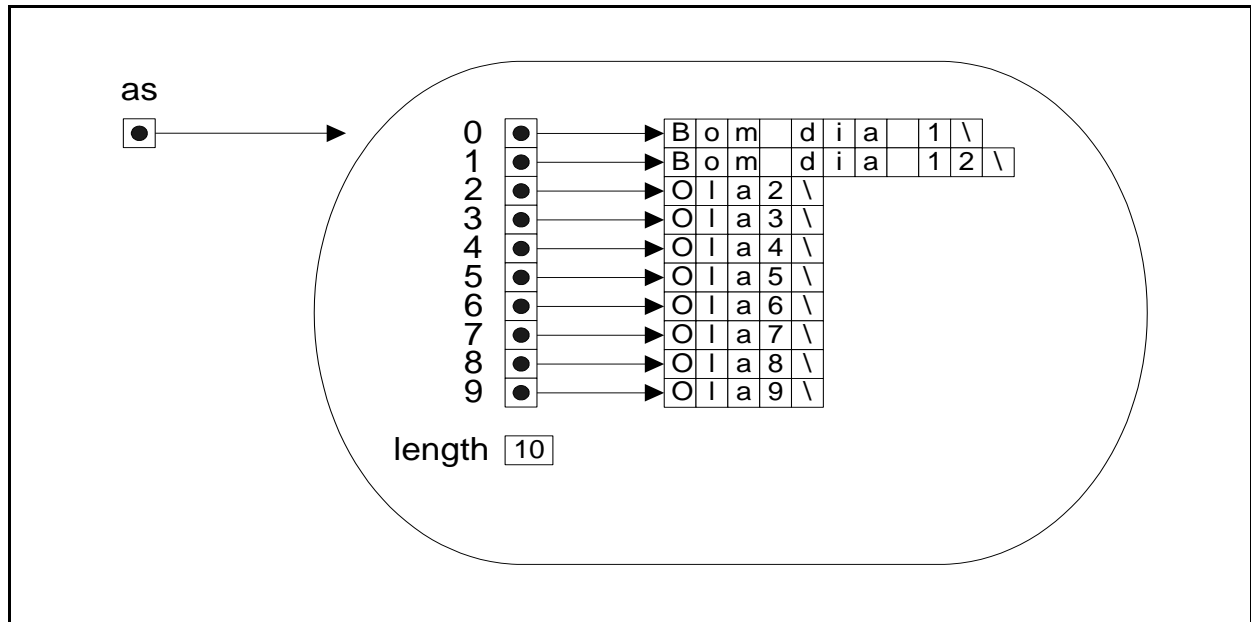 as
0 Bom dia 1\
1 Bom dia 12\
2 Ola2\
3 Ola3\
4 Ola4\
5 Ola5\
6 Ola6\
7 Ola7\
8 Ola8\
9 Ola9\
length 10